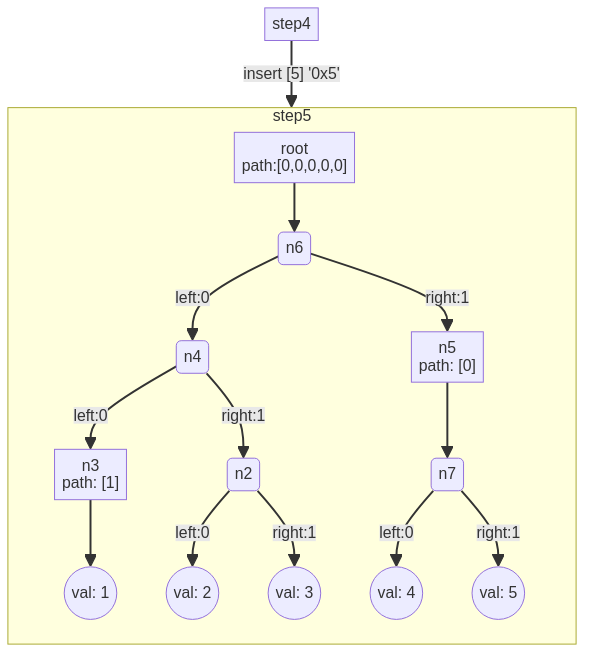 step4
insert [5] '0x5'
step5
root
path:[0,0,0,0,0]
n6
left:0
right:1
n4
n5
path: [0]
left:0
right:1
n3
path: [1]
n2
n7
left:0
right:1
left:0
right:1
val: 1
val: 2
val: 3
val: 4
val: 5